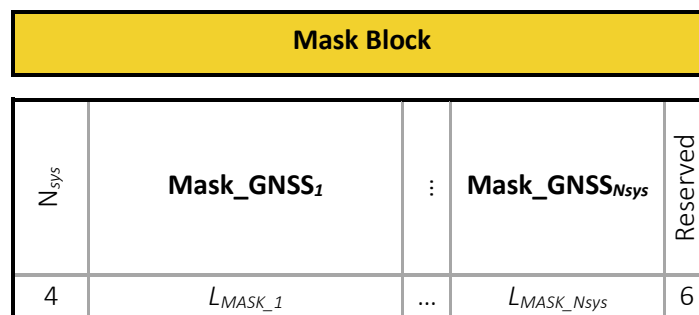 Mask Block
Nsys Mask_GNSS1 ⋮ Mask_GNSSNsys Reserved
4 LMASK_1 ... LMASK_Nsys 6